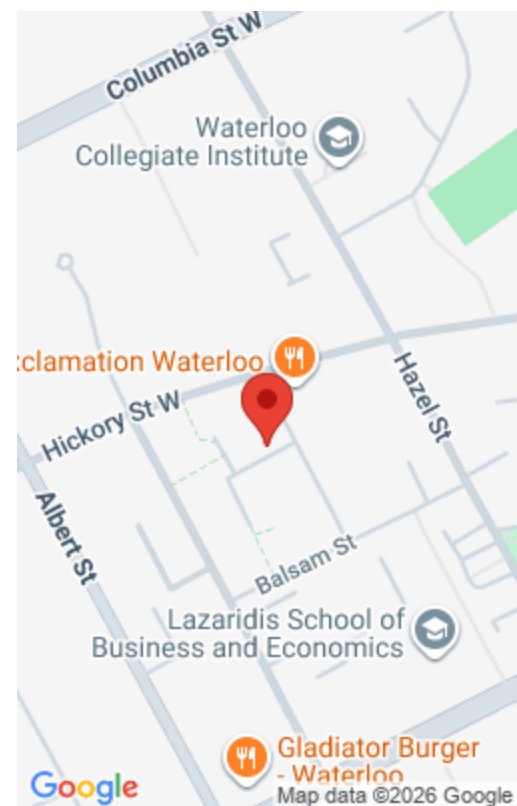 Columbia St W
Waterloo
Collegiate Institute
xclamation Waterloo
Hickory St W
Hazel St
Albert St
Balsam St
Lazaridis School of
Business and Economics
Gladiator Burger
- Waterloo
Google
Map data ©2026 Google